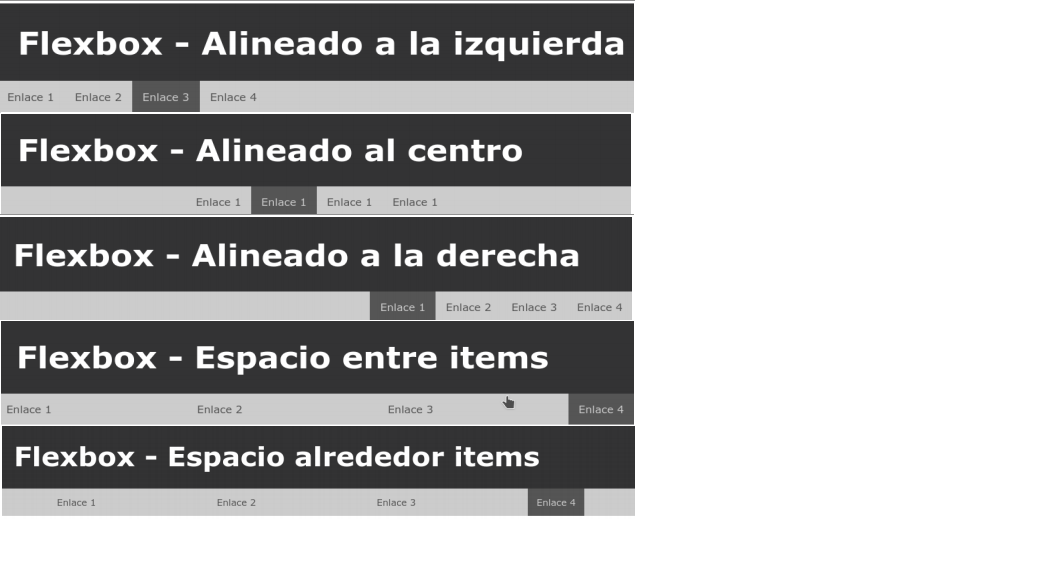 Flexbox - Alineado a la izquierda
Enlace 1 Enlace 2 Enlace 3 Enlace 4
Flexbox - Alineado al centro
Enlace 1 Enlace 1 Enlace 1 Enlace 1
Flexbox - Alineado a la derecha
Enlace 1 Enlace 2 Enlace 3 Enlace 4
Flexbox - Espacio entre items
Enlace 1 Enlace 2 Enlace 3 Enlace 4
Flexbox - Espacio alrededor items
Enlace 1 Enlace 2 Enlace 3 Enlace 4